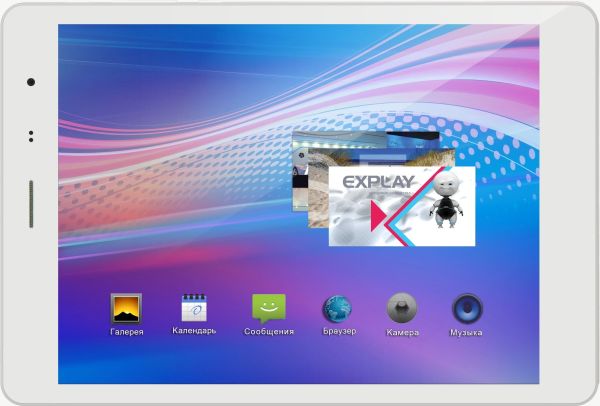 EXPLAY
Галерея
Календарь
Сообщения
Браузер
Камера
Музыка